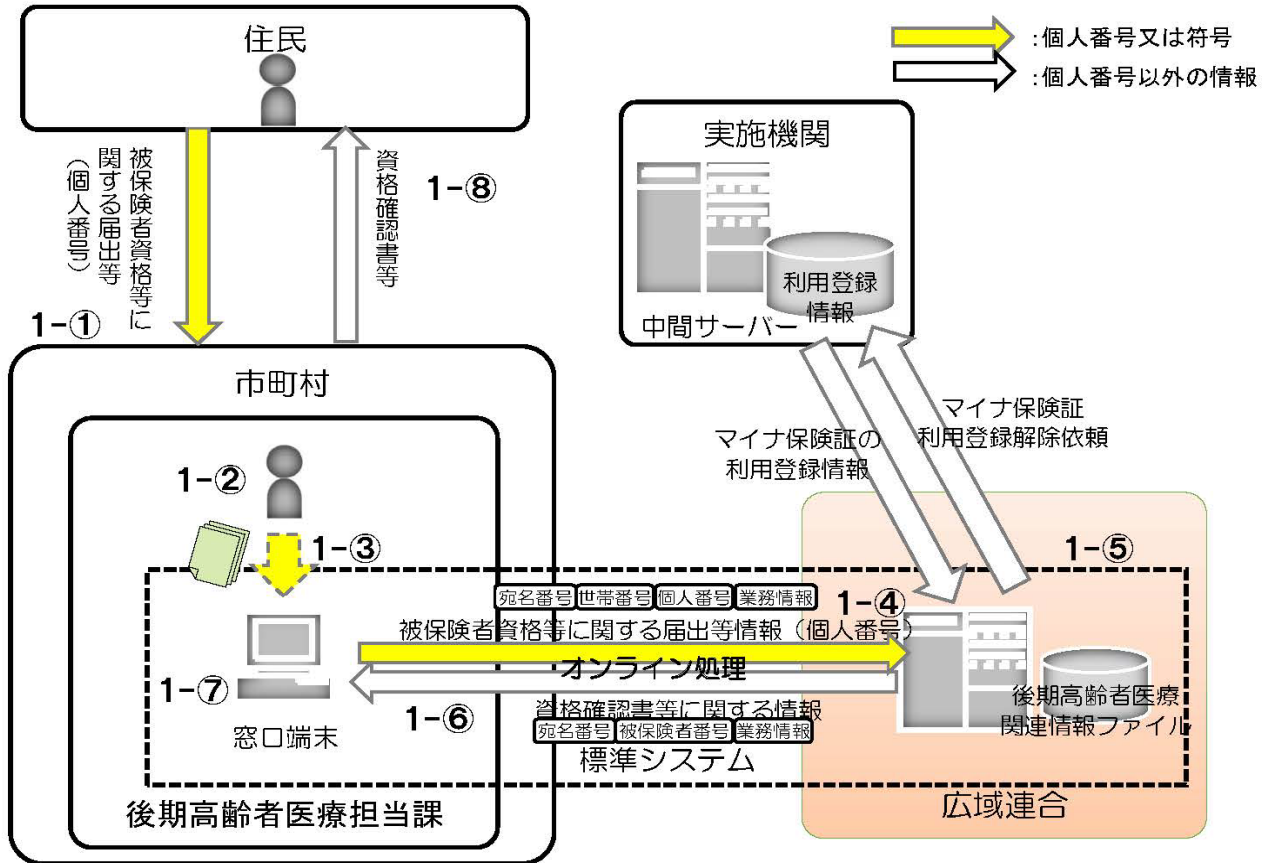 住民
:個人番号又は符号
:個人番号以外の情報
被保険者資格等に
関する届出等
（個人番号）
1-①
資格確認書等
1-⑧
実施機関
利用登録
情報
中間サーバー
マイナ保険証の
利用登録情報
マイナ保険証
利用登録解除依頼
市町村
1-②
1-③
1-④
1-⑤
宛名番号 世帯番号 個人番号 業務情報
被保険者資格等に関する届出等情報（個人番号）
オンライン処理
1-⑥
1-⑦
窓口端末
資格確認書等に関する情報
宛名番号 被保険者番号 業務情報
標準システム
後期高齢者医療
関連情報ファイル
後期高齢者医療担当課
広域連合